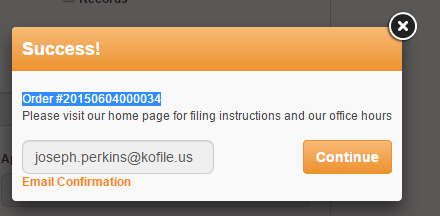 Records
Success!
Order #20150604000034
Please visit our home page for filing instructions and our office hours
joseph.perkins@kofile.us
Continue
Email Confirmation